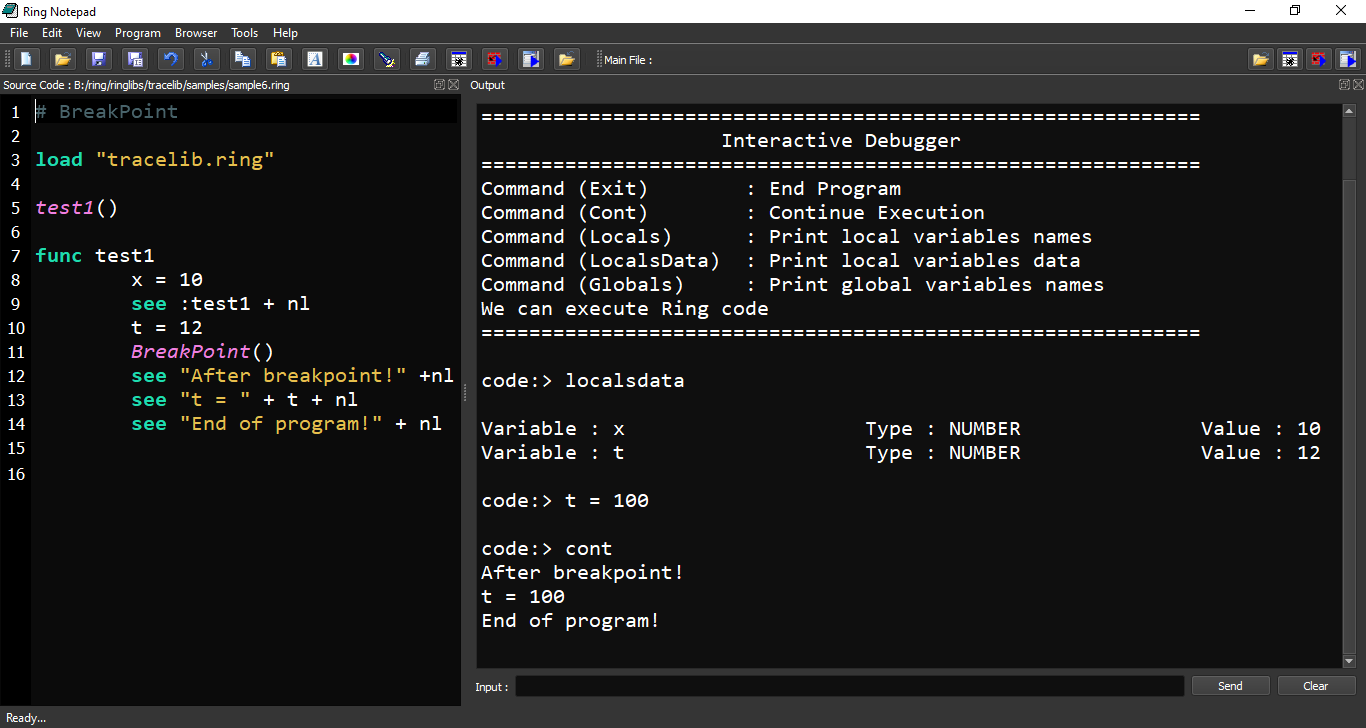 Ring Notepad
File Edit View Program Browser Tools Help
Main File :
Source Code : B:/ring/ringlibs/tracelib/samples/sample6.ring
1 # BreakPoint
2
3 load "tracelib.ring"
4
5 test1()
6
7 func test1
8 x = 10
9 see :test1 + nl
10 t = 12
11 BreakPoint()
12 see "After breakpoint!" +nl
13 see "t = " + t + nl
14 see "End of program!" + nl
15
16
Output
============================================================
Interactive Debugger
============================================================
Command (Exit) : End Program
Command (Cont) : Continue Execution
Command (Locals) : Print local variables names
Command (LocalsData) : Print local variables data
Command (Globals) : Print global variables names
We can execute Ring code
============================================================
code:> localsdata
Variable : x Type : NUMBER Value : 10
Variable : t Type : NUMBER Value : 12
code:> t = 100
code:> cont
After breakpoint!
t = 100
End of program!
Input : Send Clear
Ready...